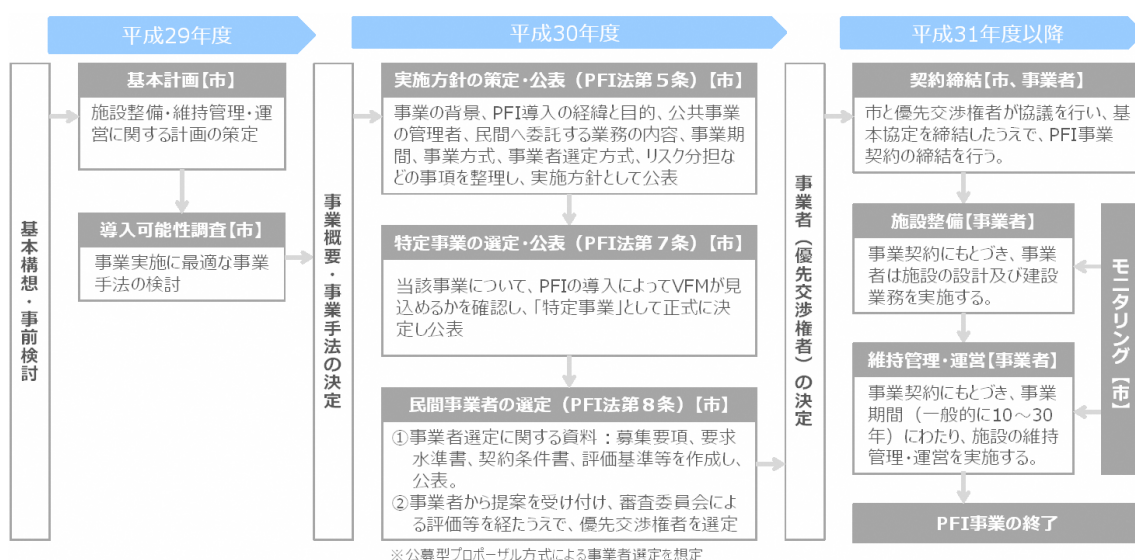 平成29年度
平成30年度
平成31年度以降
基本構想・事前検討
基本計画【市】
施設整備・維持管理・運
営に関する計画の策定
導入可能性調査【市】
事業実施に最適な事業
手法の検討
事業概要・事業手法の決定
実施方針の策定・公表（PFI法第５条）【市】
事業の背景、PFI導入の経緯と目的、公共事業
の管理者、民間へ委託する業務の内容、事業期
間、事業方式、事業者選定方式、リスク分担な
どの事項を整理し、実施方針として公表
特定事業の選定・公表（PFI法第７条）【市】
当該事業について、PFIの導入によってVFMが見
込めるかを確認し、「特定事業」として正式に決
定し公表
民間事業者の選定（PFI法第８条）【市】
①事業者選定に関する資料：募集要項、要求
水準書、契約条件書、評価基準等を作成し、
公表。
②事業者から提案を受け付け、審査委員会によ
る評価等を経たうえで、優先交渉権者を選定
※公募型プロポーザル方式による事業者選定を想定
事業者（優先交渉権者）の決定
契約締結【市、事業者】
市と優先交渉権者が協議を行い、基
本協定を締結したうえで、PFI事業
契約の締結を行う。
施設整備【事業者】
事業契約にもとづき、事業
者は施設の設計及び建設
業務を実施する。
維持管理・運営【事業者】
事業契約にもとづき、事業
期間（一般的に10～30
年）にわたり、施設の維持
管理・運営を実施する。
PFI事業の終了
モニタリング【市】